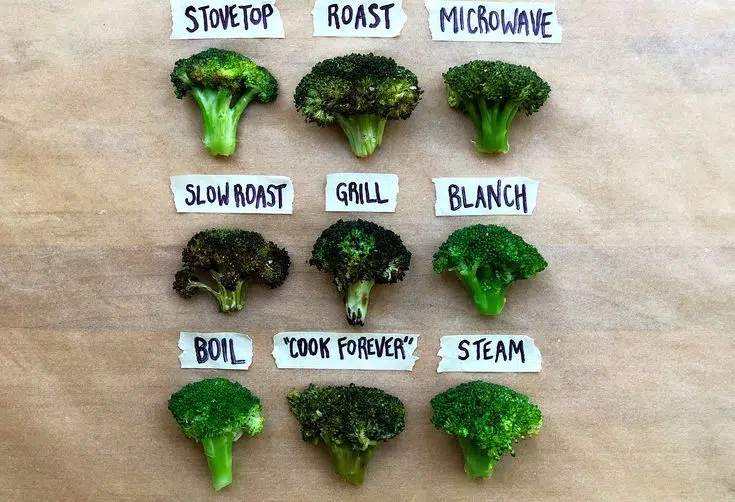 STOVETOP
ROAST
MICROWAVE
SLOW ROAST
GRILL
BLANCH
BOIL
"COOK FOREVER"
STEAM